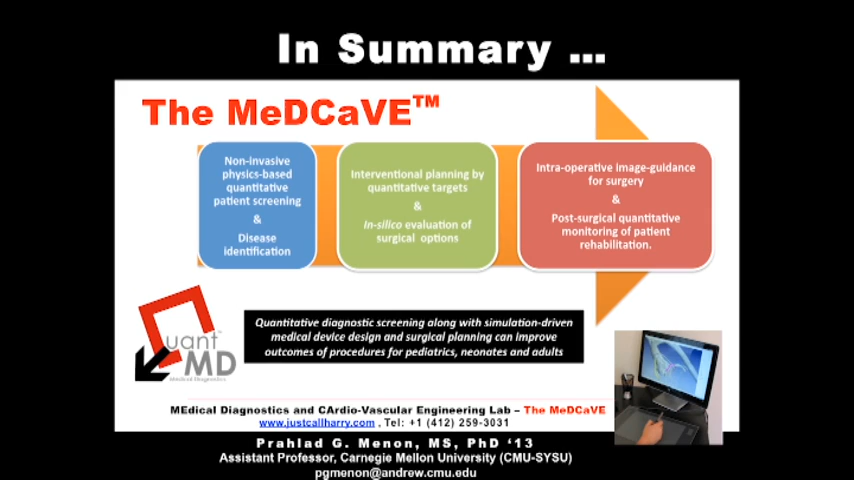 In Summary ...
The MeDCaVE™
Non-invasive
physics-based
quantitative
patient screening
&
Disease
identification
Interventional planning by
quantitative targets
&
In-silico evaluation of
surgical options
Intra-operative image-guidance
for surgery
&
Post-surgical quantitative
monitoring of patient
rehabilitation.
Quant
MD
Medical Diagnostics
Quantitative diagnostic screening along with simulation-driven
medical device design and surgical planning can improve
outcomes of procedures for pediatrics, neonates and adults
MEdical Diagnostics and CArdio-Vascular Engineering Lab – The MeDCaVE
www.justcallharry.com , Tel: +1 (412) 259-3031
Prahlad G. Menon, MS, PhD ‘13
Assistant Professor, Carnegie Mellon University (CMU-SYSU)
pgmenon@andrew.cmu.edu